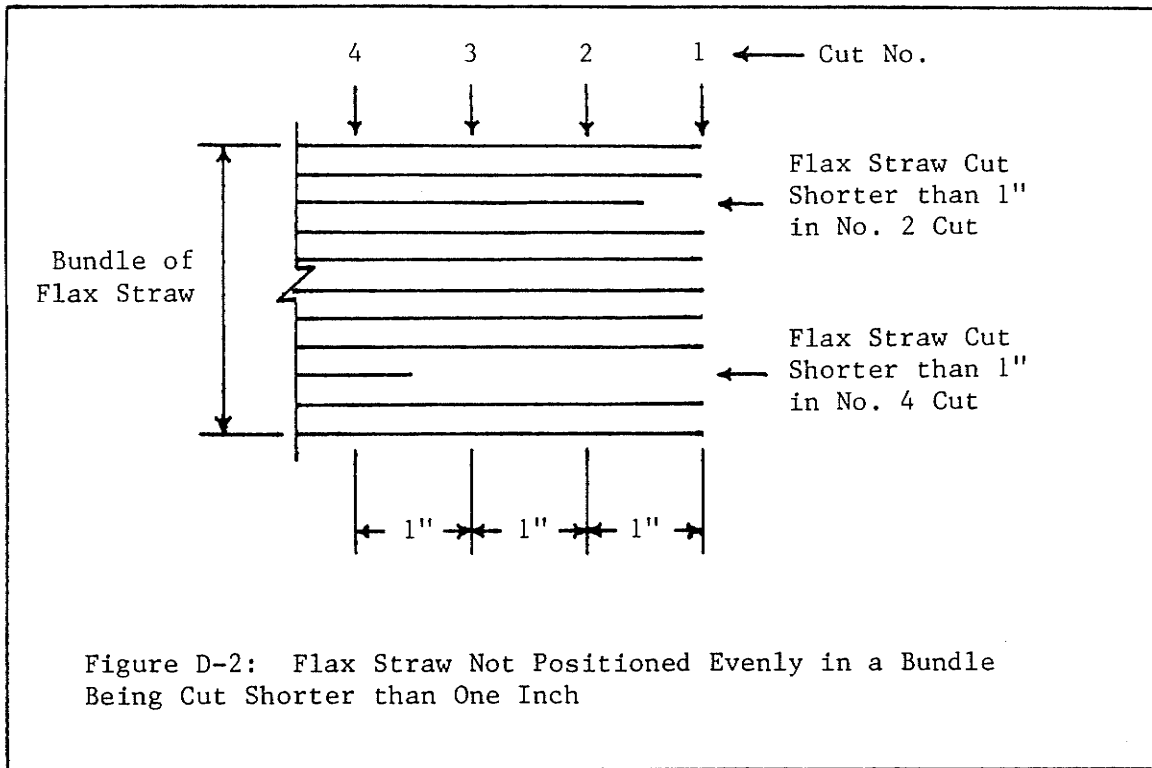 4 3 2 1 Cut No.
Flax Straw Cut
Shorter than 1"
in No. 2 Cut
Bundle of
Flax Straw
Flax Straw Cut
Shorter than 1"
in No. 4 Cut
1" 1" 1"
Figure D-2: Flax Straw Not Positioned Evenly in a Bundle
Being Cut Shorter than One Inch